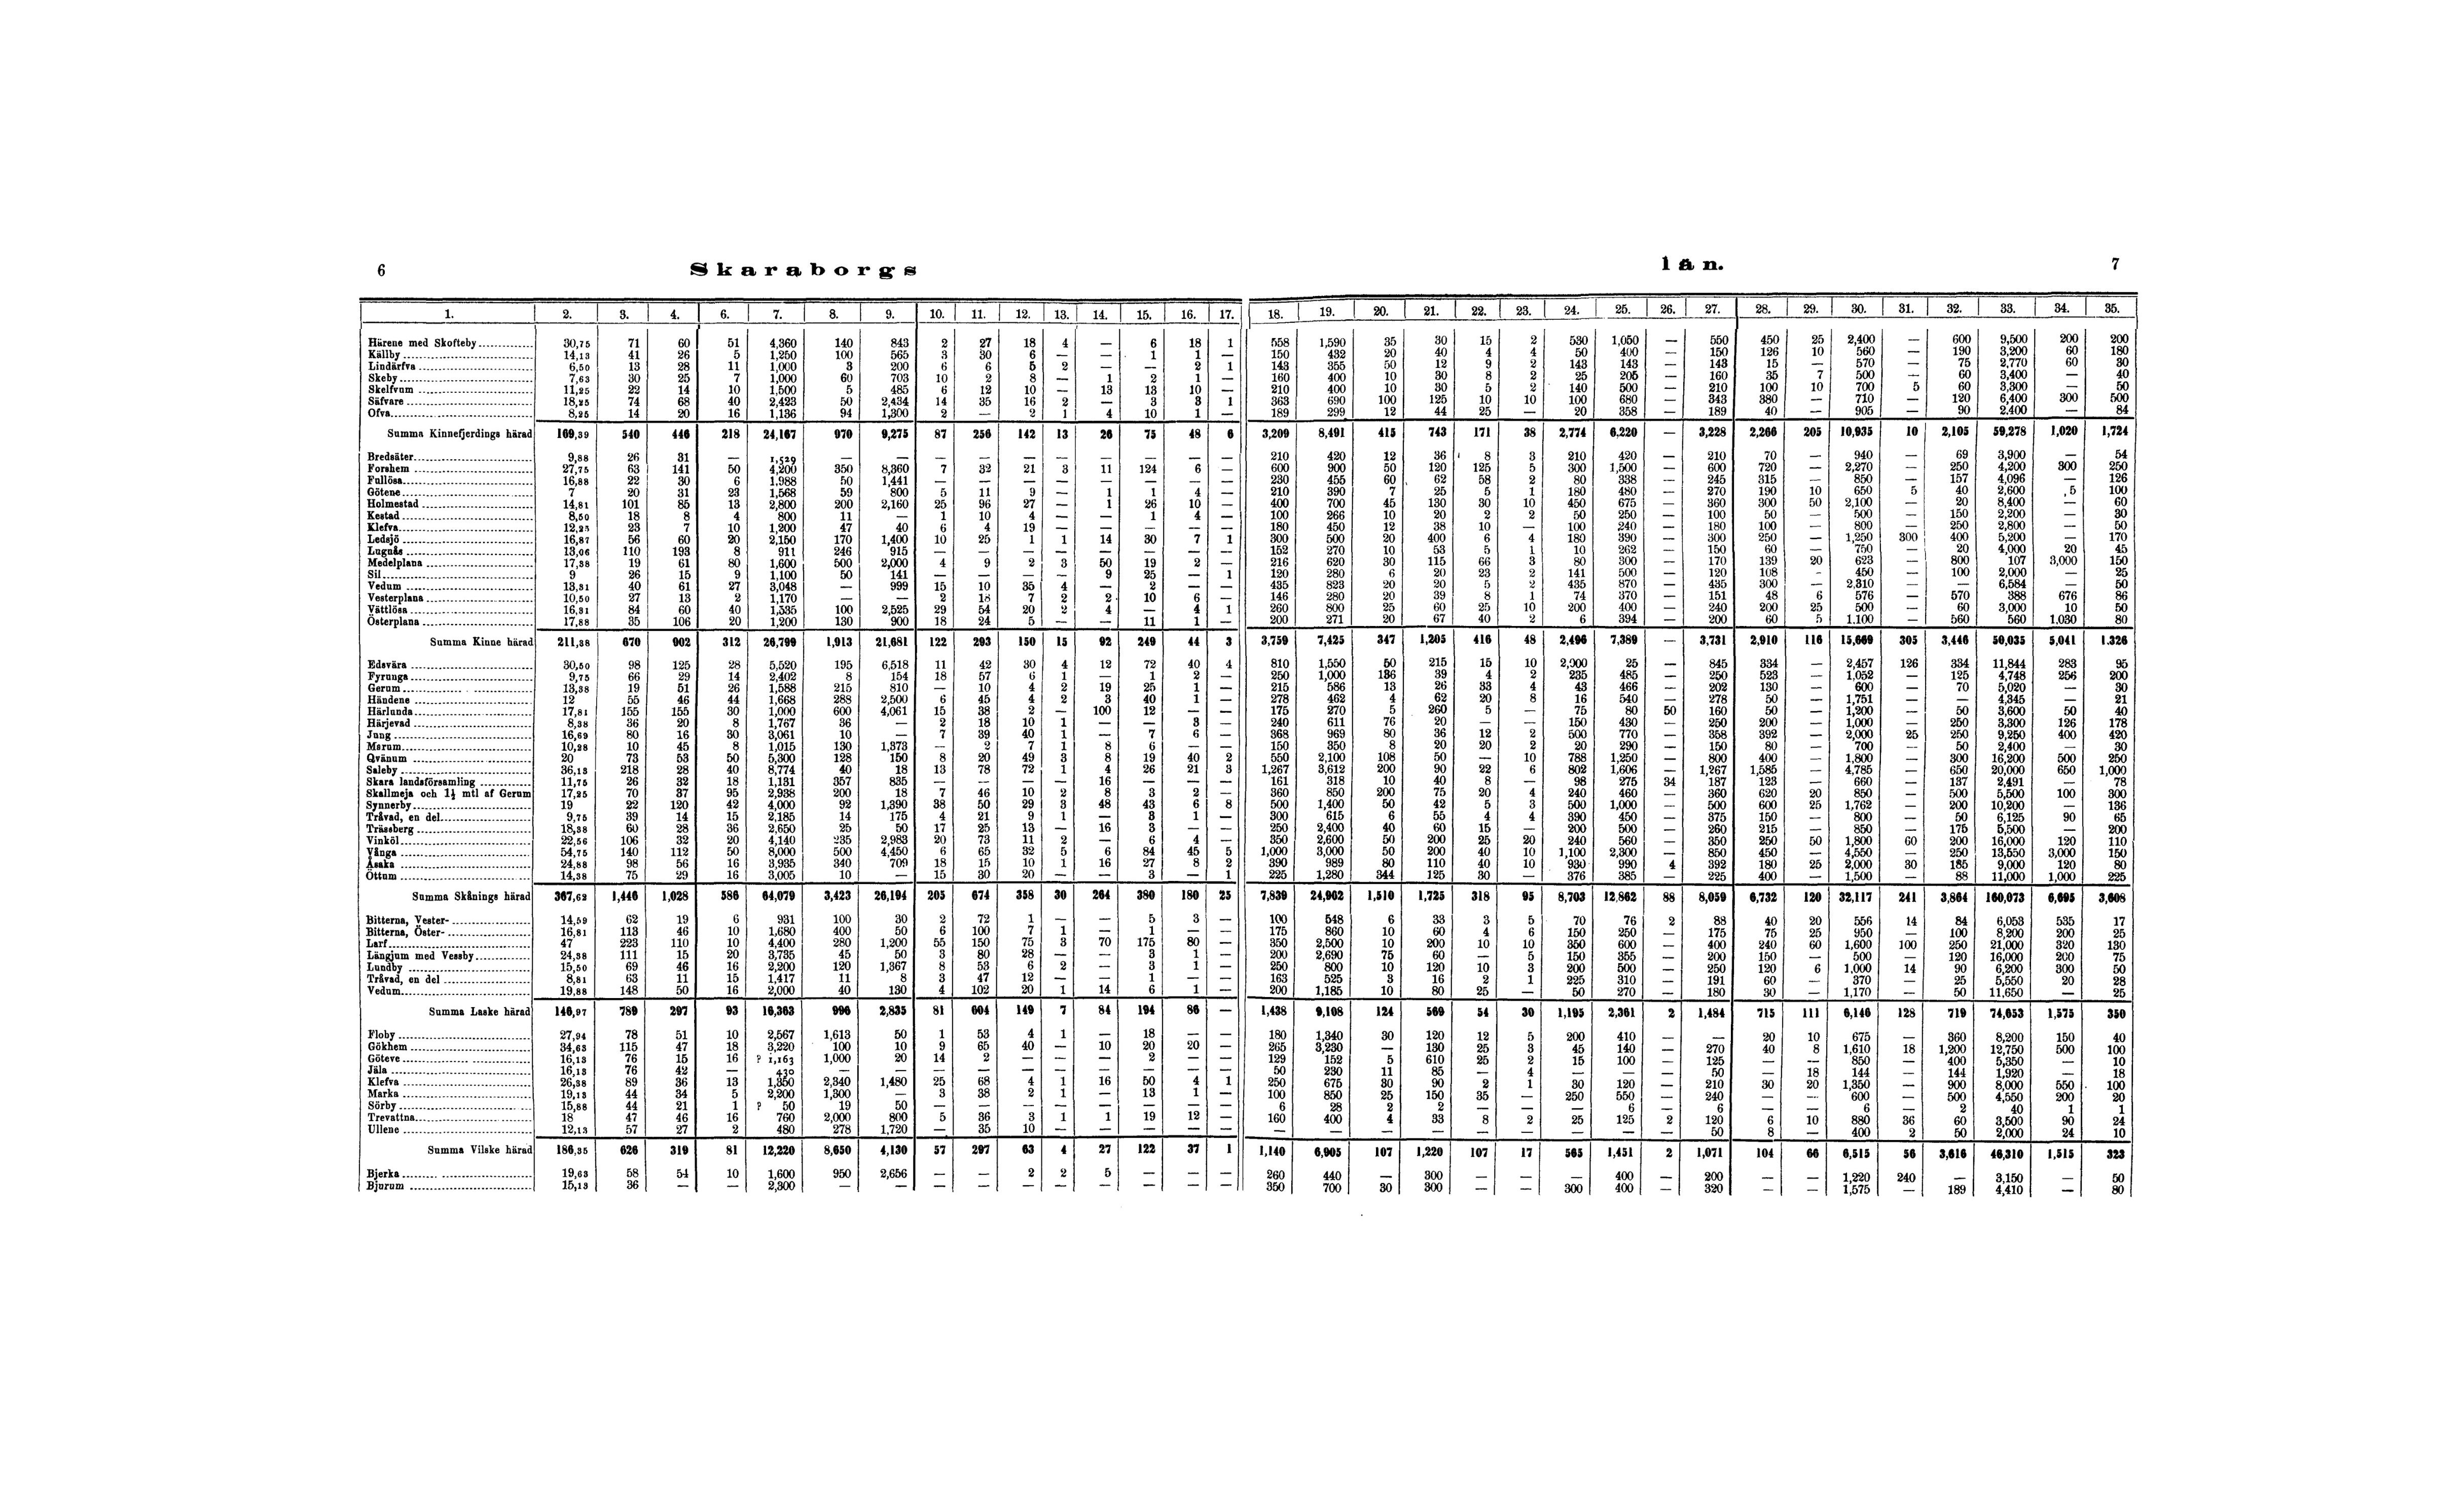 6 Skaraborgs län. 7
1. 2. 3. 4. 6. 7. 8. 9. 10. 11. 12. 13. 14. 15. 16. 17. 18. 19. 20. 21. 22. 23. 24. 25. 26. 27. 28. 29. 30. 31. 32. 33. 34. 35.
Härene med Skofteby 30,75 71 60 51 4,360 140 843 2 27 18 4 — 6 18 1 558 1,590 35 30 15 2 530 1,050 — 550 450 25 2,400 — 600 9,500 200 200
Källby 14,13 41 26 5 1,250 100 565 3 30 6 — — 1 1 — 150 432 20 40 4 4 50 400 — 150 126 10 560 — 190 3,200 60 180
Lindärfva 6,50 13 28 11 1,000 3 200 6 6 5 2 — — 2 1 143 355 50 12 9 2 143 143 — 143 15 — 570 — 75 2,770 60 30
Skeby 7,63 30 25 7 1,000 60 703 10 2 8 — 1 2 1 — 160 400 10 30 8 2 25 205 — 160 35 7 500 — 60 3,400 — 40
Skelfvum 11,25 22 14 10 1,500 5 485 6 12 10 — 13 13 10 — 210 400 10 30 5 2 140 500 — 210 100 10 700 5 60 3,300 — 50
Säfvare 18,25 74 68 40 2,423 50 2,434 14 35 16 2 — 3 3 1 363 690 100 125 10 10 100 680 — 343 380 — 710 — 120 6,400 300 500
Ofva 8,25 14 20 16 1,136 94 1,300 2 — 2 1 4 10 1 — 189 299 12 44 25 — 20 358 — 189 40 — 905 — 90 2,400 — 84
Summa Kinnefjerdings härad 169,39 540 446 218 24,167 970 9,275 87 256 142 13 26 75 48 6 3,209 8,491 415 743 171 38 2,774 6,220 — 3,228 2,266 205 10,935 10 2,105 59,278 1,020 1,724
Bredsäter 9,88 26 31 — 1,529 — — — — — — — — — — 210 420 12 36 8 3 210 420 — 210 70 — 940 — 69 3,900 — 54
Forshem 27,75 63 141 50 4,200 350 8,360 7 32 21 3 11 124 6 — 600 900 50 120 125 5 300 1,500 — 600 720 — 2,270 — 250 4,200 300 250
Fullösa 16,88 22 30 6 1,988 50 1,441 — — — — — — — — 230 455 60 62 58 2 80 338 — 245 315 — 850 — 157 4,096 — 126
Götene 7 20 31 23 1,568 59 800 5 11 9 — 1 1 4 — 210 390 7 25 5 1 180 480 — 270 190 10 650 5 40 2,600 5 100
Holmestad 14,81 101 85 13 2,800 200 2,160 25 96 27 — 1 26 10 — 400 700 45 130 30 10 450 675 — 360 300 50 2,100 — 20 8,400 — 60
Kestad 8,50 18 8 4 800 11 — 1 10 4 — — 1 4 — 100 266 10 20 2 2 50 250 — 100 50 — 500 — 150 2,200 — 30
Klefva 12,25 23 7 10 1,200 47 40 6 4 19 — — — — — 180 450 12 38 10 — 100 240 — 180 100 — 800 — 250 2,800 — 50
Ledsjö 16,87 56 60 20 2,150 170 1,400 10 25 1 1 14 30 7 1 300 500 20 400 6 4 180 390 — 300 250 — 1,250 300 400 5,200 — 170
Lugnås 13,06 110 193 8 911 246 915 — — — — — — — — 152 270 10 53 5 1 10 262 — 150 60 — 750 — 20 4,000 20 45
Medelplana 17,38 19 61 80 1,600 500 2,000 4 9 2 3 50 19 2 — 216 620 30 115 66 3 80 300 — 170 139 20 623 — 800 107 3,000 150
Sil 9 26 15 9 1,100 50 141 — — — — 9 25 — 1 120 280 6 20 23 2 141 500 — 120 108 - 450 — 100 2,000 — 25
Vedum 13,31 40 61 27 3,048 — 999 15 10 35 4 — 2 — — 435 823 20 20 5 2 435 870 — 435 300 — 2,310 — — 6,584 — 50
Vesterplana 10,50 27 13 2 1,170 — — 2 18 7 2 2 10 6 — 146 280 20 39 8 1 74 370 — 151 48 6 576 — 570 388 676 86
Vättlösa 16,31 84 60 40 1,535 100 2,525 29 54 20 2 4 — 4 1 260 800 25 60 25 10 200 400 — 240 200 25 500 — 60 3,000 10 50
Österplana 17,88 35 106 20 1,200 130 900 18 24 5 — — 11 1 — 200 271 20 67 40 2 6 394 — 200 60 5 1,100 — 560 560 1,030 80
Summa Kinne härad 211,38 670 902 312 26,799 1,913 21,681 122 293 150 15 92 249 44 3 3,759 7,425 347 1,205 416 48 2,496 7,389 — 3,731 2,910 116 15,669 305 3,446 50,035 5,041 1,326
Edsvära 30,50 98 125 28 5,520 195 6,518 11 42 30 4 12 72 40 4 810 1,550 50 215 15 10 2,000 25 — 845 334 — 2,457 126 334 11,844 283 95
Fyrunga 9,75 66 29 14 2,402 8 154 18 57 6 1 — 1 2 — 250 1,000 186 39 4 2 235 485 — 250 523 — 1,052 — 125 4,748 256 200
Gerum 13,38 19 51 26 1,588 215 810 — 10 4 2 19 25 1 — 215 586 13 26 33 4 43 466 — 202 130 — 600 — 70 5,020 — 30
Händene 12 55 46 44 1,668 288 2,500 6 45 4 2 3 40 1 — 278 462 4 62 20 8 16 540 — 278 50 — 1,751 — — 4,345 — 21
Härlunda 17,81 155 155 30 1,000 600 4,061 15 38 2 — 100 12 — — 175 270 5 260 5 — 75 80 50 160 50 — 1,200 — 50 3,600 50 40
Härjevad 8,38 36 20 8 1,767 36 — 2 18 10 1 — — 3 — 240 611 76 20 — — 150 430 — 250 200 — 1,000 — 250 3,300 126 178
Jung 16,69 80 16 30 3,061 10 — 7 39 40 1 — 7 6 — 368 969 80 36 12 2 500 770 — 358 392 — 2,000 25 250 9,250 400 420
Marum 10,28 10 45 8 1,015 130 1,373 — 2 7 1 8 6 — — 150 350 8 20 20 2 20 290 — 150 80 — 700 — 50 2,400 — 30
Qvänum 20 73 53 50 5,300 128 150 8 20 49 3 8 19 40 2 550 2,100 108 50 — 10 788 1,250 — 800 400 — 1,800 — 300 16,200 500 250
Saleby 36,13 218 28 40 8,774 40 18 13 78 72 1 4 26 21 3 1,267 3,612 200 90 22 6 802 1,606 — 1,267 1,585 — 4,785 — 650 20,000 650 1,000
Skara landsförsamling 11,75 26 32 18 1,131 357 835 — — — — 16 — — — 161 318 10 40 8 — 98 275 34 187 123 — 660 — 137 2,491 — 78
Skallmeja och 1½ mtl af Gerum 17,25 70 37 95 2,938 200 18 7 46 10 2 8 3 2 — 360 850 200 75 20 4 240 460 — 360 620 20 850 — 500 5,500 100 300
Synnerby 19 22 120 42 4,000 92 1,390 38 50 29 3 48 43 6 8 500 1,400 50 42 5 3 500 1,000 — 500 600 25 1,762 — 200 10,200 — 136
Tråvad, en del 9,75 39 14 15 2,185 14 175 4 21 9 1 — 3 1 — 300 615 6 55 4 4 390 450 — 375 150 — 800 — 50 6,125 90 65
Trässberg 18,38 60 28 36 2,650 25 50 17 25 13 — 16 3 — — 250 2,400 40 60 15 — 200 500 — 260 215 — 850 — 175 5,500 — 200
Vinköl 22,56 106 32 20 4,140 235 2,983 20 73 11 2 — 6 4 — 350 2,600 50 200 25 20 240 560 — 350 250 50 1,800 60 200 16,000 120 110
Vånga 54,75 140 112 50 8,000 500 4,450 6 65 32 5 6 84 45 5 1,000 3,000 50 200 40 10 1,100 2,300 — 850 450 — 4,550 — 250 13,550 3,000 150
Åsaka 24,88 98 56 16 3,935 340 709 18 15 10 1 16 27 8 2 390 989 80 110 40 10 930 990 4 392 180 25 2,000 30 185 9,000 120 80
Öttum 14,38 75 29 16 3,005 10 — 15 30 20 — — 3 — 1 225 1,280 344 125 30 — 376 385 — 225 400 — 1,500 — 88 11,000 1,000 225
Summa Skånings härad 367,62 1,446 1,028 586 64,079 3,423 26,194 205 674 358 30 264 380 180 25 7,839 24,962 1,510 1,725 318 95 8,703 12,862 88 8,059 6,732 120 32,117 241 3,864 160,073 6,695 3,608
Bitterna, Vester- 14,59 62 19 6 931 100 30 2 72 1 — — 5 3 — 100 548 6 33 3 5 70 76 2 88 40 20 556 14 84 6,053 535 17
Bitterna, Öster- 16,81 113 46 10 1,680 400 50 6 100 7 1 — 1 — — 175 860 10 60 4 6 150 250 — 175 75 25 950 — 100 8,200 200 25
Larf 47 223 110 10 4,400 280 1,200 55 150 75 3 70 175 80 — 350 2,500 10 200 10 10 350 600 — 400 240 60 1,600 100 250 21,000 320 130
Längjum med Vessby 24,38 111 15 20 3,735 45 50 3 80 28 — — 3 1 — 200 2,690 75 60 — 5 150 355 — 200 150 — 500 — 120 16,000 200 75
Lundby 15,50 69 46 16 2,200 120 1,367 8 53 6 2 — 3 1 — 250 800 10 120 10 3 200 500 — 250 120 6 1,000 14 90 6,200 300 50
Tråvad, en del 8,81 63 11 15 1,417 11 8 3 47 12 — — 1 — — 163 525 3 16 2 1 225 310 — 191 60 — 370 — 25 5,550 20 28
Vedum 19,88 148 50 16 2,000 40 130 4 102 20 1 14 6 1 — 200 1,185 10 80 25 — 50 270 — 180 30 — 1,170 — 50 11,650 — 25
Summa Laske härad 146,97 789 297 93 16,363 996 2,835 81 604 149 7 84 194 86 — 1,438 9,108 124 569 54 30 1,195 2,361 2 1,484 715 111 6,146 128 719 74,653 1,575 350
Floby 27,94 78 51 10 2,567 1,613 50 1 53 4 1 — 18 — — 180 1,340 30 120 12 5 200 410 — — 20 10 675 — 360 8,200 150 40
Gökhem 34,63 115 47 18 3,220 100 10 9 65 40 — 10 20 20 — 265 3,230 — 130 25 3 45 140 — 270 40 8 1,610 18 1,200 12,750 500 100
Göteve 16,13 76 15 16 ? 1,163 1,000 20 14 2 — — — 2 — — 129 152 5 610 25 2 15 100 — 125 — — 850 — 400 5,350 — 10
Jäla 16,13 76 42 — 430 — — — — — — — — — — 50 230 11 85 — 4 — — — 50 — 18 144 — 144 1,920 — 18
Klefva 26,38 89 36 13 1,350 2,340 1,480 25 68 4 1 16 50 4 1 250 675 30 90 2 1 30 120 — 210 30 20 1,350 — 900 8,000 550 100
Marka 19,13 44 34 5 2,200 1,300 — 3 38 2 1 — 13 1 — 100 850 25 150 35 — 250 550 — 240 — — 600 — 500 4,550 200 20
Sörby 15,88 44 21 1 ? 50 19 50 — — — — — — — — 6 28 2 2 — — — 6 — 6 — — 6 — 2 40 1 1
Trevattna 18 47 46 16 760 2,000 800 5 36 3 1 1 19 12 — 160 400 4 33 8 2 25 125 2 120 6 10 880 36 60 3,500 90 24
Ullene 12,13 57 27 2 480 278 1,720 — 35 10 — — — — — — — — — — — — — — 50 8 — 400 2 50 2,000 24 10
Summa Vilske härad 186,35 626 319 81 12,220 8,650 4,130 57 297 63 4 27 122 37 1 1,140 6,905 107 1,220 107 17 565 1,451 2 1,071 104 66 6,515 56 3,616 46,310 1,515 323
Bjerka 19,63 58 54 10 1,600 950 2,656 — — 2 2 5 — — — 260 440 — 300 — — — 400 — 200 — — 1,220 240 — 3,150 — 50
Bjurum 15,13 36 — — 2,300 — — — — — — — — — — 350 700 30 300 — — 300 400 — 320 — — 1,575 — 189 4,410 — 80